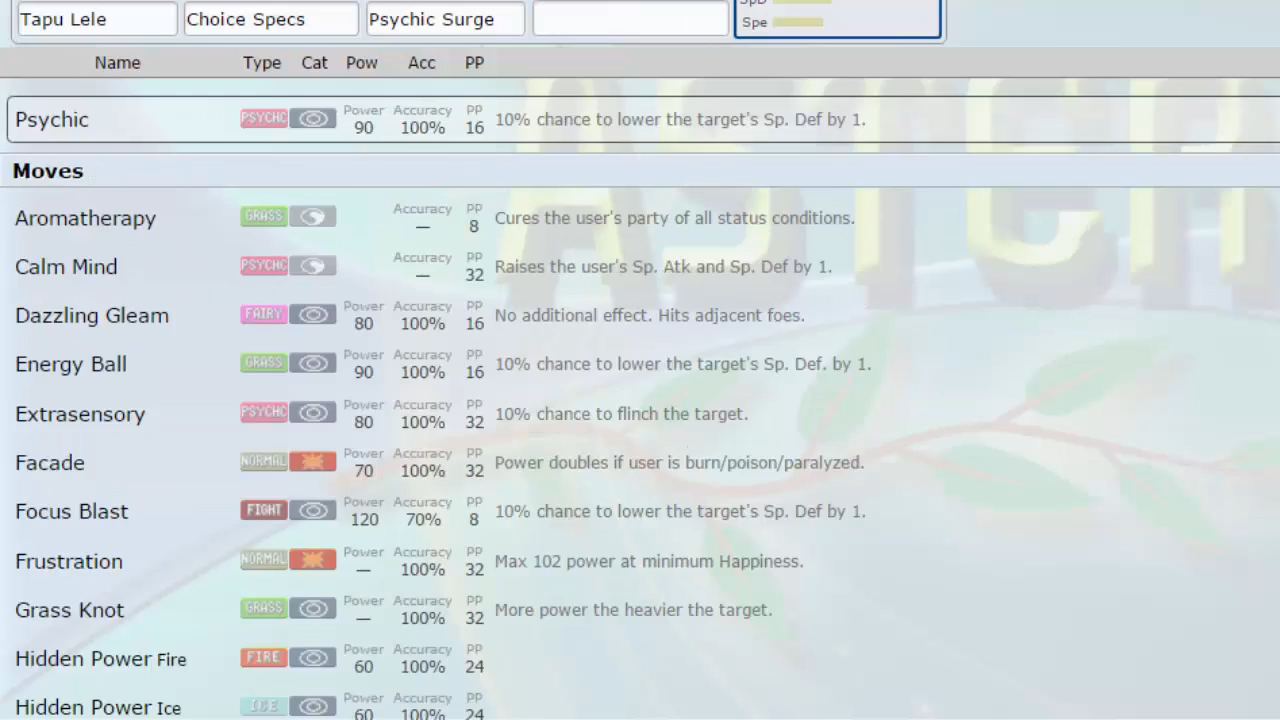 SpD
Tapu Lele Choice Specs Psychic Surge Spe
Name Type Cat Pow Acc PP
Psychic PSYCHC Power 90 Accuracy 100% PP 16 10% chance to lower the target's Sp. Def by 1.
Moves
Aromatherapy GRASS Accuracy — PP 8 Cures the user's party of all status conditions.
Calm Mind PSYCHC Accuracy — PP 32 Raises the user's Sp. Atk and Sp. Def by 1.
Dazzling Gleam FAIRY Power 80 Accuracy 100% PP 16 No additional effect. Hits adjacent foes.
Energy Ball GRASS Power 90 Accuracy 100% PP 16 10% chance to lower the target's Sp. Def. by 1.
Extrasensory PSYCHC Power 80 Accuracy 100% PP 32 10% chance to flinch the target.
Facade NORMAL Power 70 Accuracy 100% PP 32 Power doubles if user is burn/poison/paralyzed.
Focus Blast FIGHT Power 120 Accuracy 70% PP 8 10% chance to lower the target's Sp. Def by 1.
Frustration NORMAL Power — Accuracy 100% PP 32 Max 102 power at minimum Happiness.
Grass Knot GRASS Power — Accuracy 100% PP 32 More power the heavier the target.
Hidden Power Fire FIRE Power 60 Accuracy 100% PP 24
Hidden Power Ice ICE Power 60 Accuracy 100% PP 24